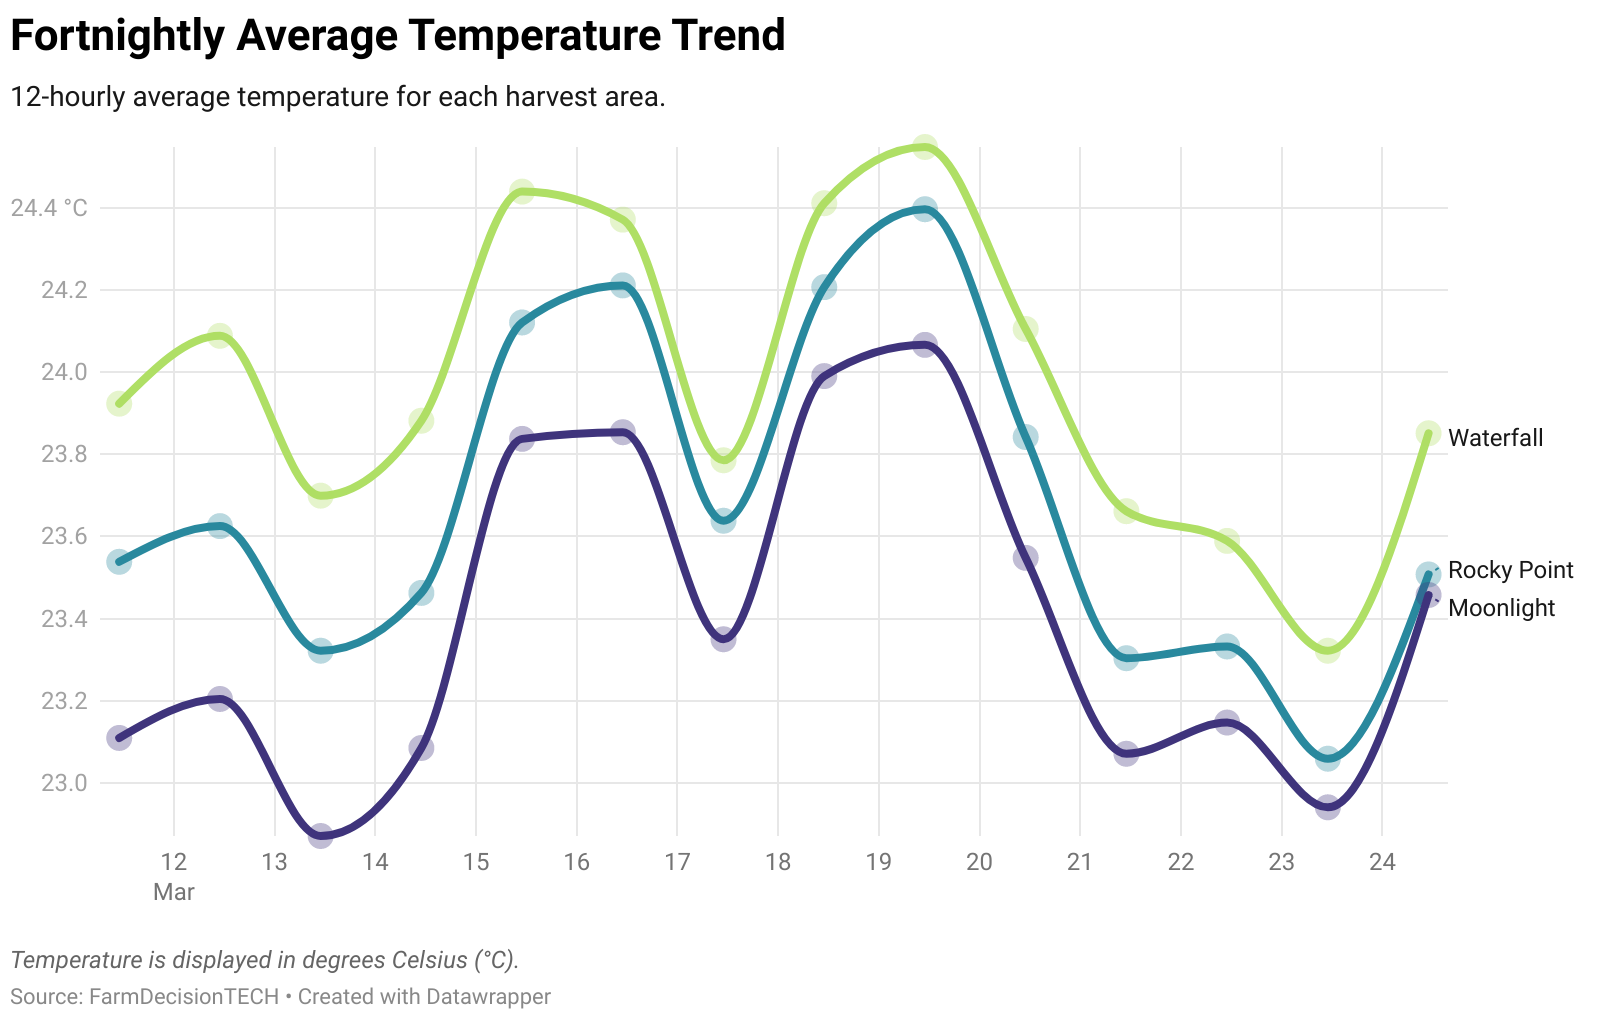 Fortnightly Average Temperature Trend
12-hourly average temperature for each harvest area.
24.4 °C
24.2
24.0
23.8
23.6
23.4
23.2
23.0
Waterfall
Rocky Point
Moonlight
12 13 14 15 16 17 18 19 20 21 22 23 24
Mar
Temperature is displayed in degrees Celsius (°C).
Source: FarmDecisionTECH • Created with Datawrapper